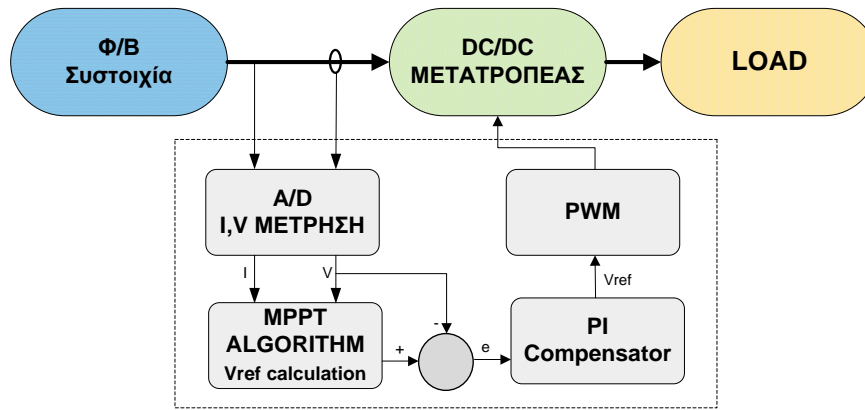 Φ/Β
Συστοιχία
DC/DC
ΜΕΤΑΤΡΟΠΕΑΣ
LOAD
A/D
I,V ΜΕΤΡΗΣΗ
PWM
I
V
Vref
-
MPPT
ALGORITHM
Vref calculation
+
e
PI
Compensator